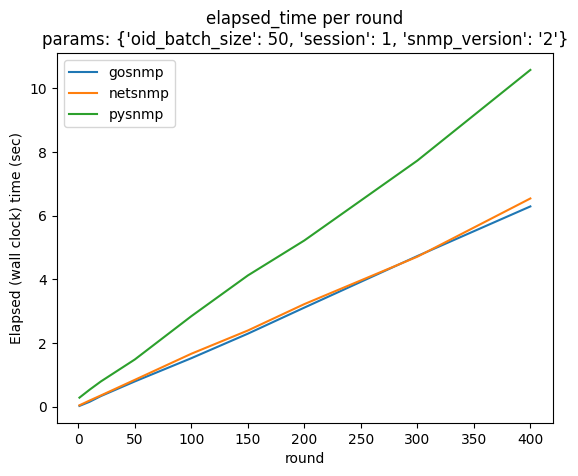 elapsed_time per round
params: {'oid_batch_size': 50, 'session': 1, 'snmp_version': '2'}
gosnmp
netsnmp
pysnmp
Elapsed (wall clock) time (sec)
10
8
6
4
2
0
0 50 100 150 200 250 300 350 400
round